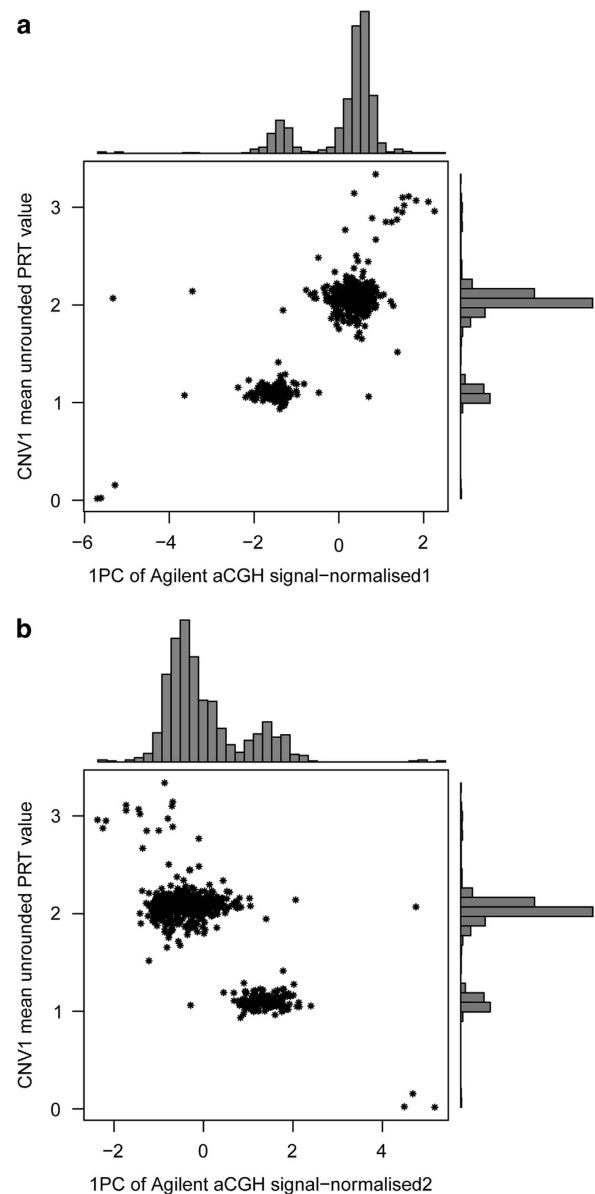 a
CNV1 mean unrounded PRT value
3
2
1
0
−6
−4
−2
0
2
1PC of Agilent aCGH signal−normalised1
b
CNV1 mean unrounded PRT value
3
2
1
0
−2
0
2
4
1PC of Agilent aCGH signal−normalised2